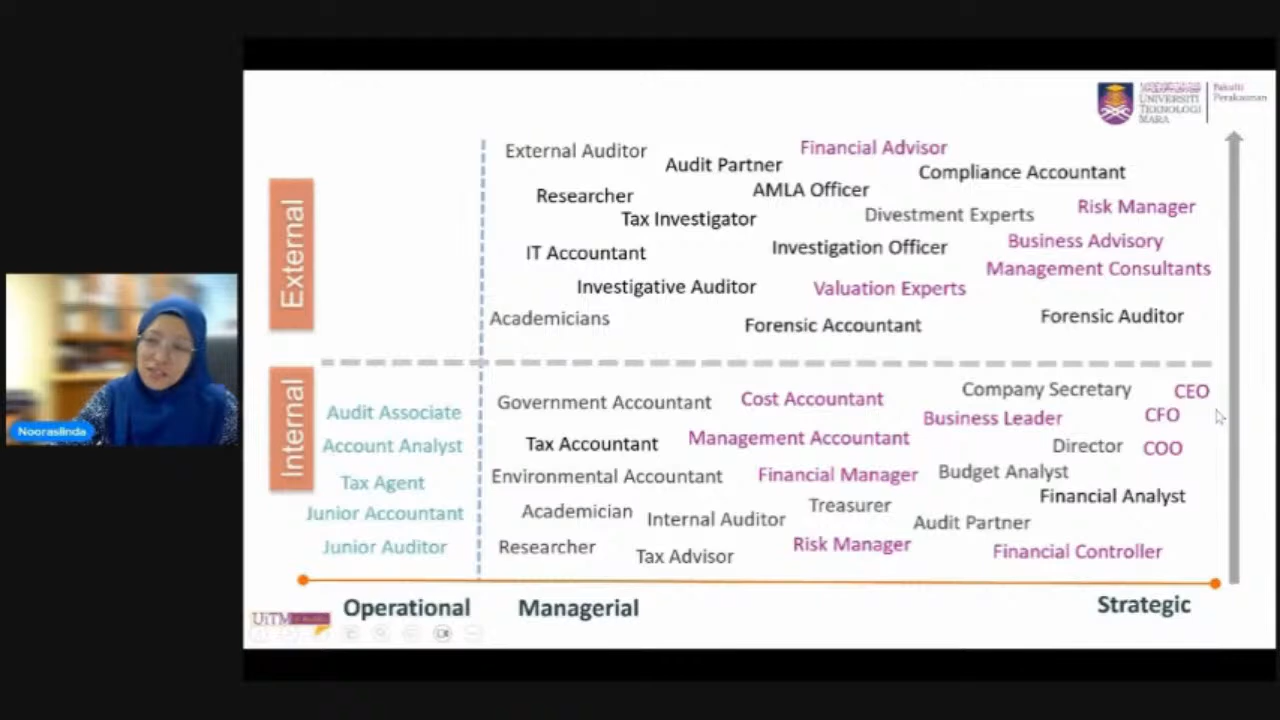 UNIVERSITI
TEKNOLOGI
MARA
Fakulti
Perakaunan
External
External Auditor
Audit Partner
Financial Advisor
Compliance Accountant
Researcher
AMLA Officer
Tax Investigator
Divestment Experts
Risk Manager
IT Accountant
Investigation Officer
Business Advisory
Management Consultants
Investigative Auditor
Valuation Experts
Academicians
Forensic Accountant
Forensic Auditor
Internal
Audit Associate
Account Analyst
Tax Agent
Junior Accountant
Junior Auditor
Government Accountant
Cost Accountant
Company Secretary
CEO
Business Leader
CFO
Tax Accountant
Management Accountant
Director
COO
Environmental Accountant
Financial Manager
Budget Analyst
Financial Analyst
Academician
Internal Auditor
Treasurer
Audit Partner
Researcher
Tax Advisor
Risk Manager
Financial Controller
Operational
Managerial
Strategic
UiTM
Nooraslinda